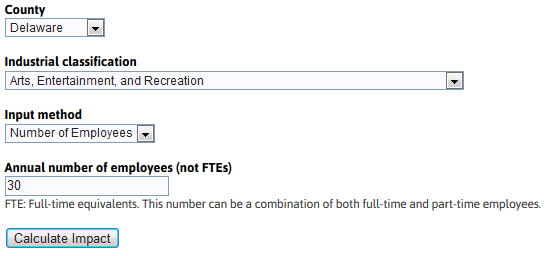 County
Delaware
Industrial classification
Arts, Entertainment, and Recreation
Input method
Number of Employees
Annual number of employees (not FTEs)
30
FTE: Full-time equivalents. This number can be a combination of both full-time and part-time employees.
Calculate Impact